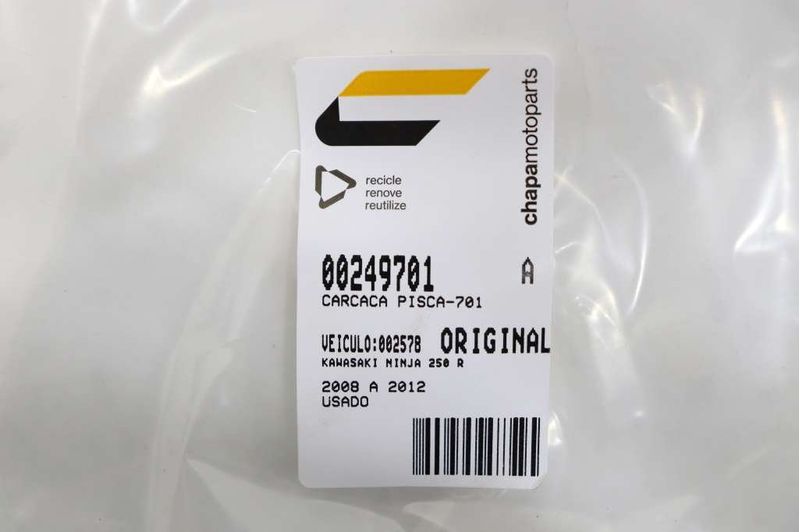 chapamotoparts
recicle
renove
reutilize
00249701 A
CARCACA PISCA-701
VEICULO:002578 ORIGINAL
KAWASAKI NINJA 250 R
2008 A 2012
USADO